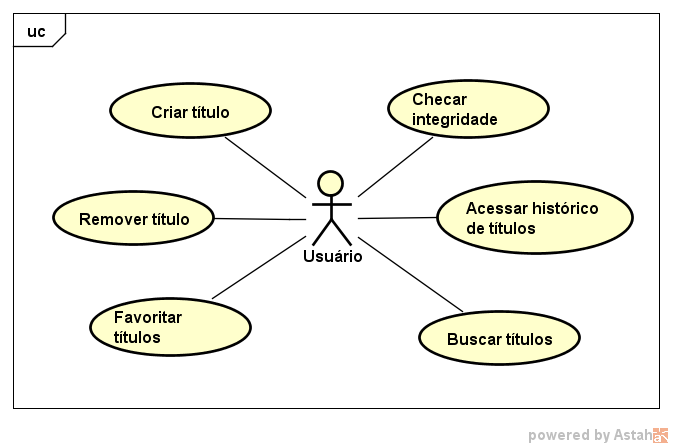 uc
Criar título
Checar
integridade
Remover título
Acessar histórico
de títulos
Usuário
Favoritar
títulos
Buscar títulos
powered by Astah